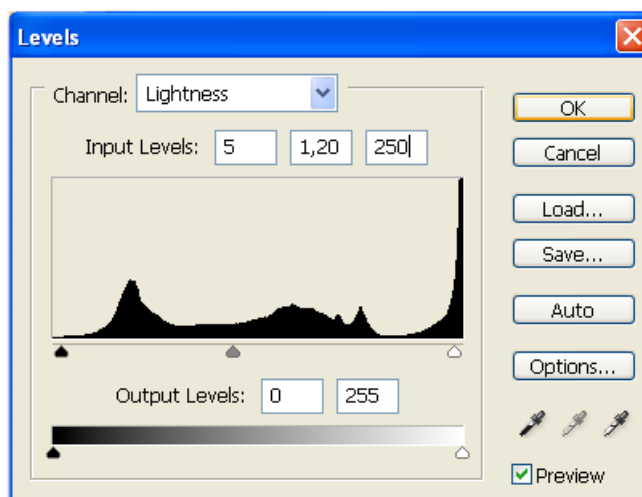 Levels
Channel: Lightness
OK
Input Levels: 5 1,20 250
Cancel
Load...
Save...
Auto
Options...
Output Levels: 0 255
Preview